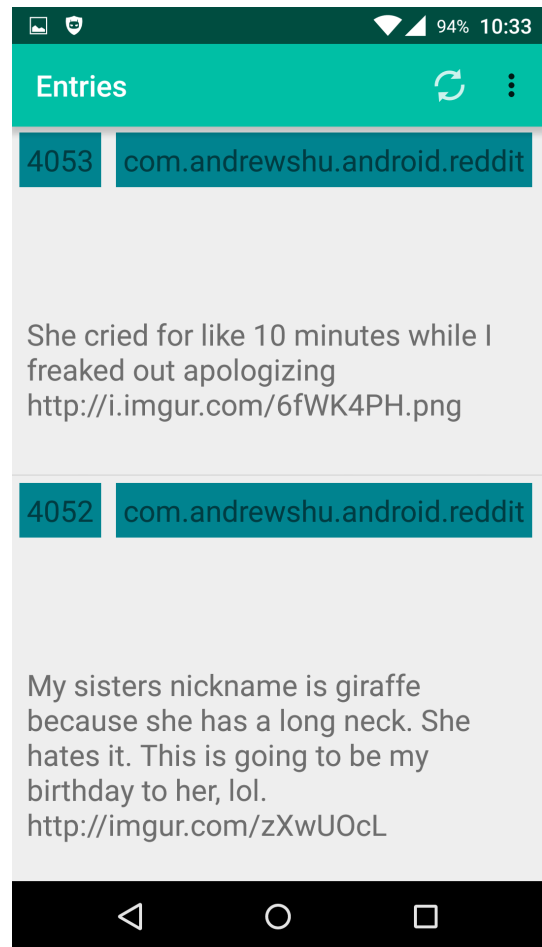 94% 10:33
Entries
4053 com.andrewshu.android.reddit
She cried for like 10 minutes while I
freaked out apologizing
http://i.imgur.com/6fWK4PH.png
4052 com.andrewshu.android.reddit
My sisters nickname is giraffe
because she has a long neck. She
hates it. This is going to be my
birthday to her, lol.
http://imgur.com/zXwUOcL